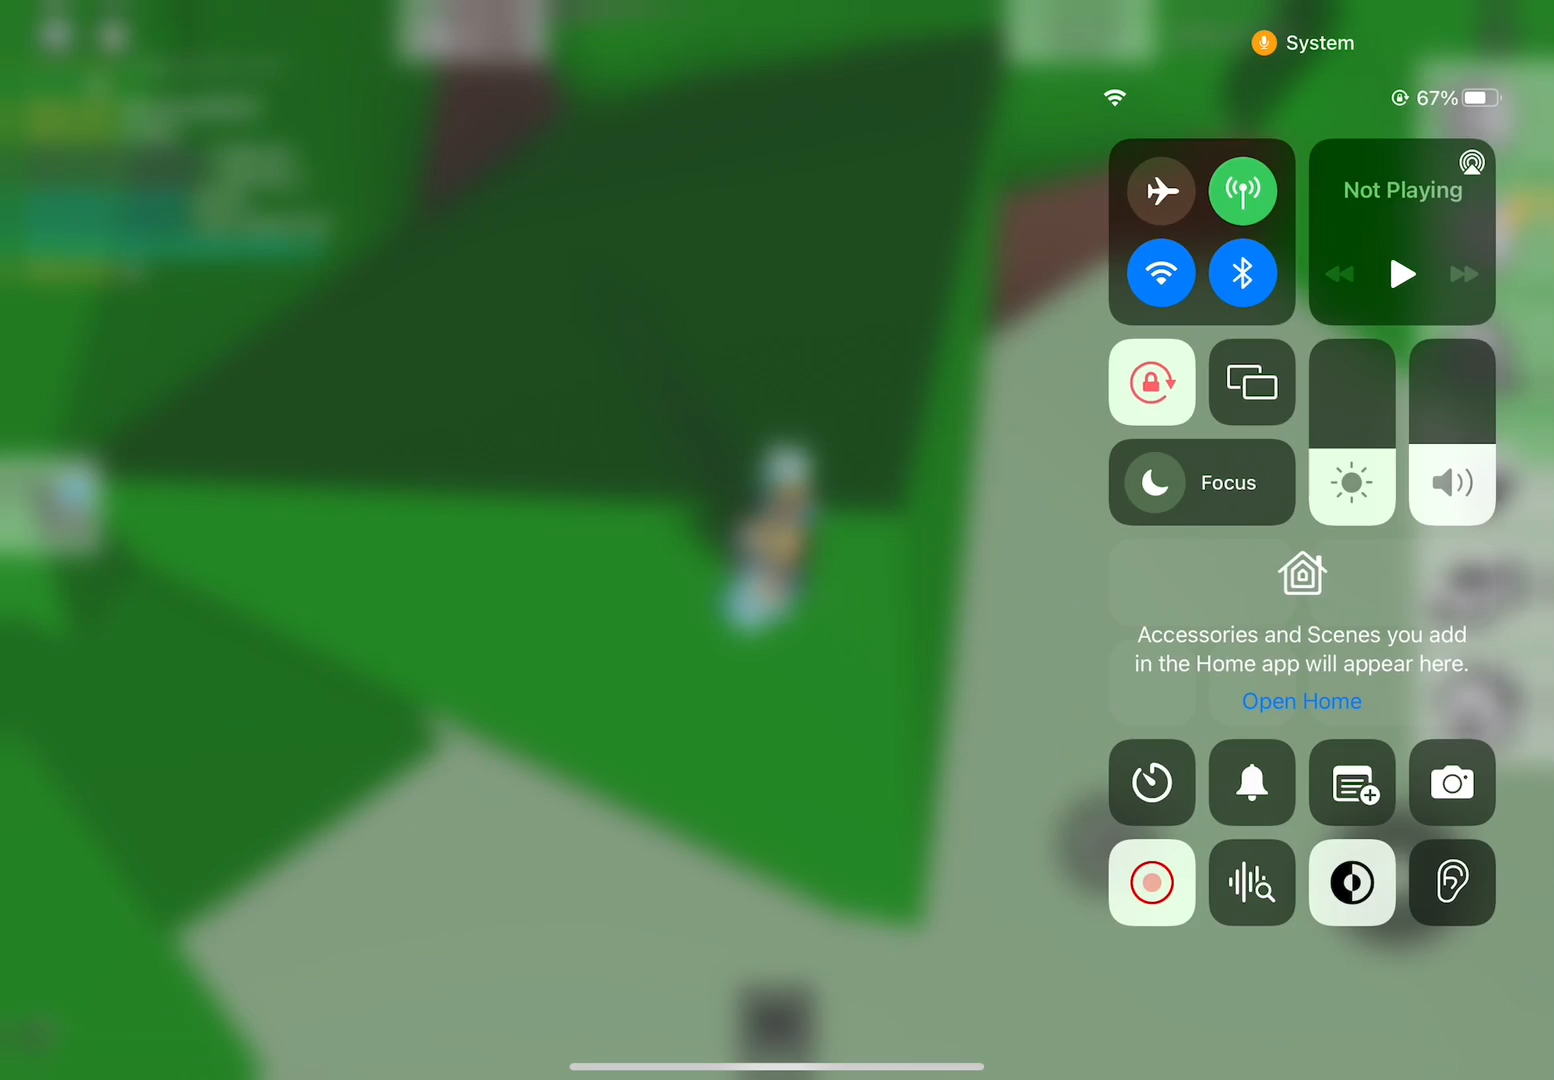 System
67%
Not Playing
Focus
Accessories and Scenes you add
in the Home app will appear here.
Open Home